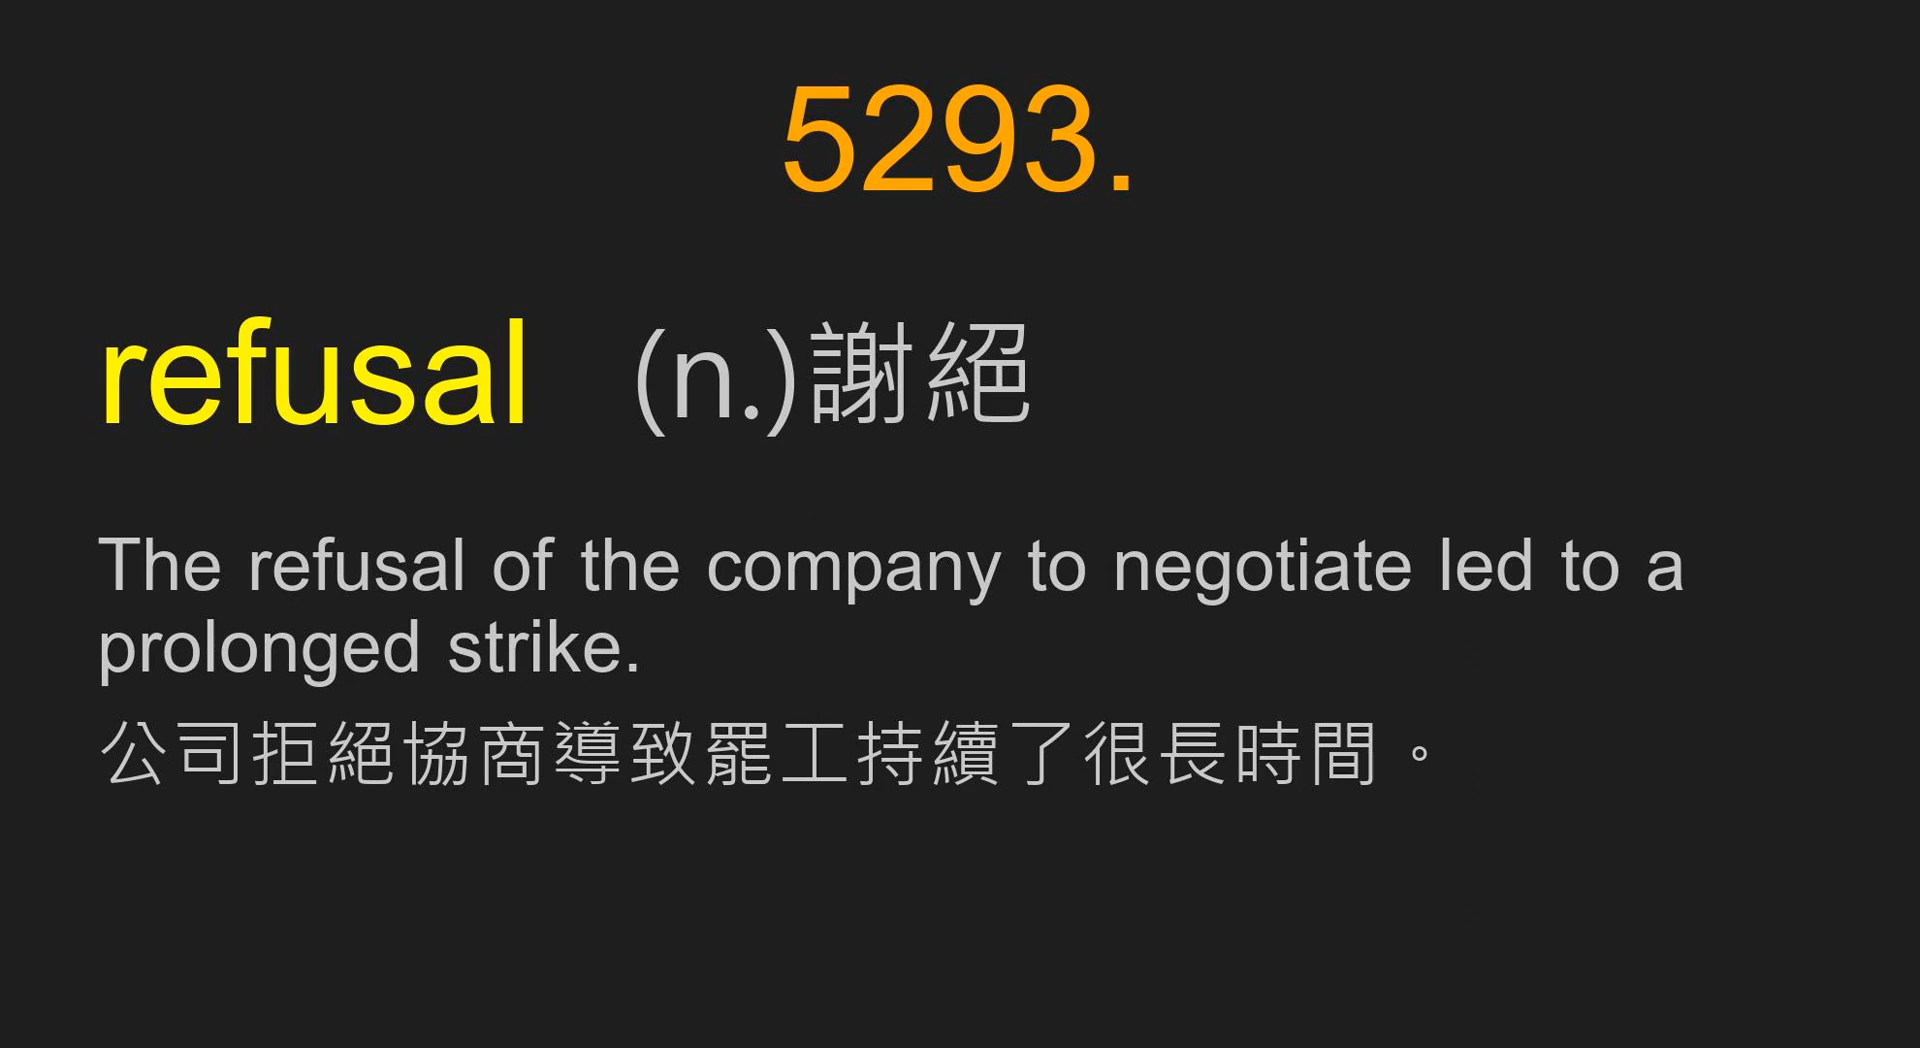 5293.
refusal (n.)謝絕
The refusal of the company to negotiate led to a
prolonged strike.
公司拒絕協商導致罷工持續了很長時間。